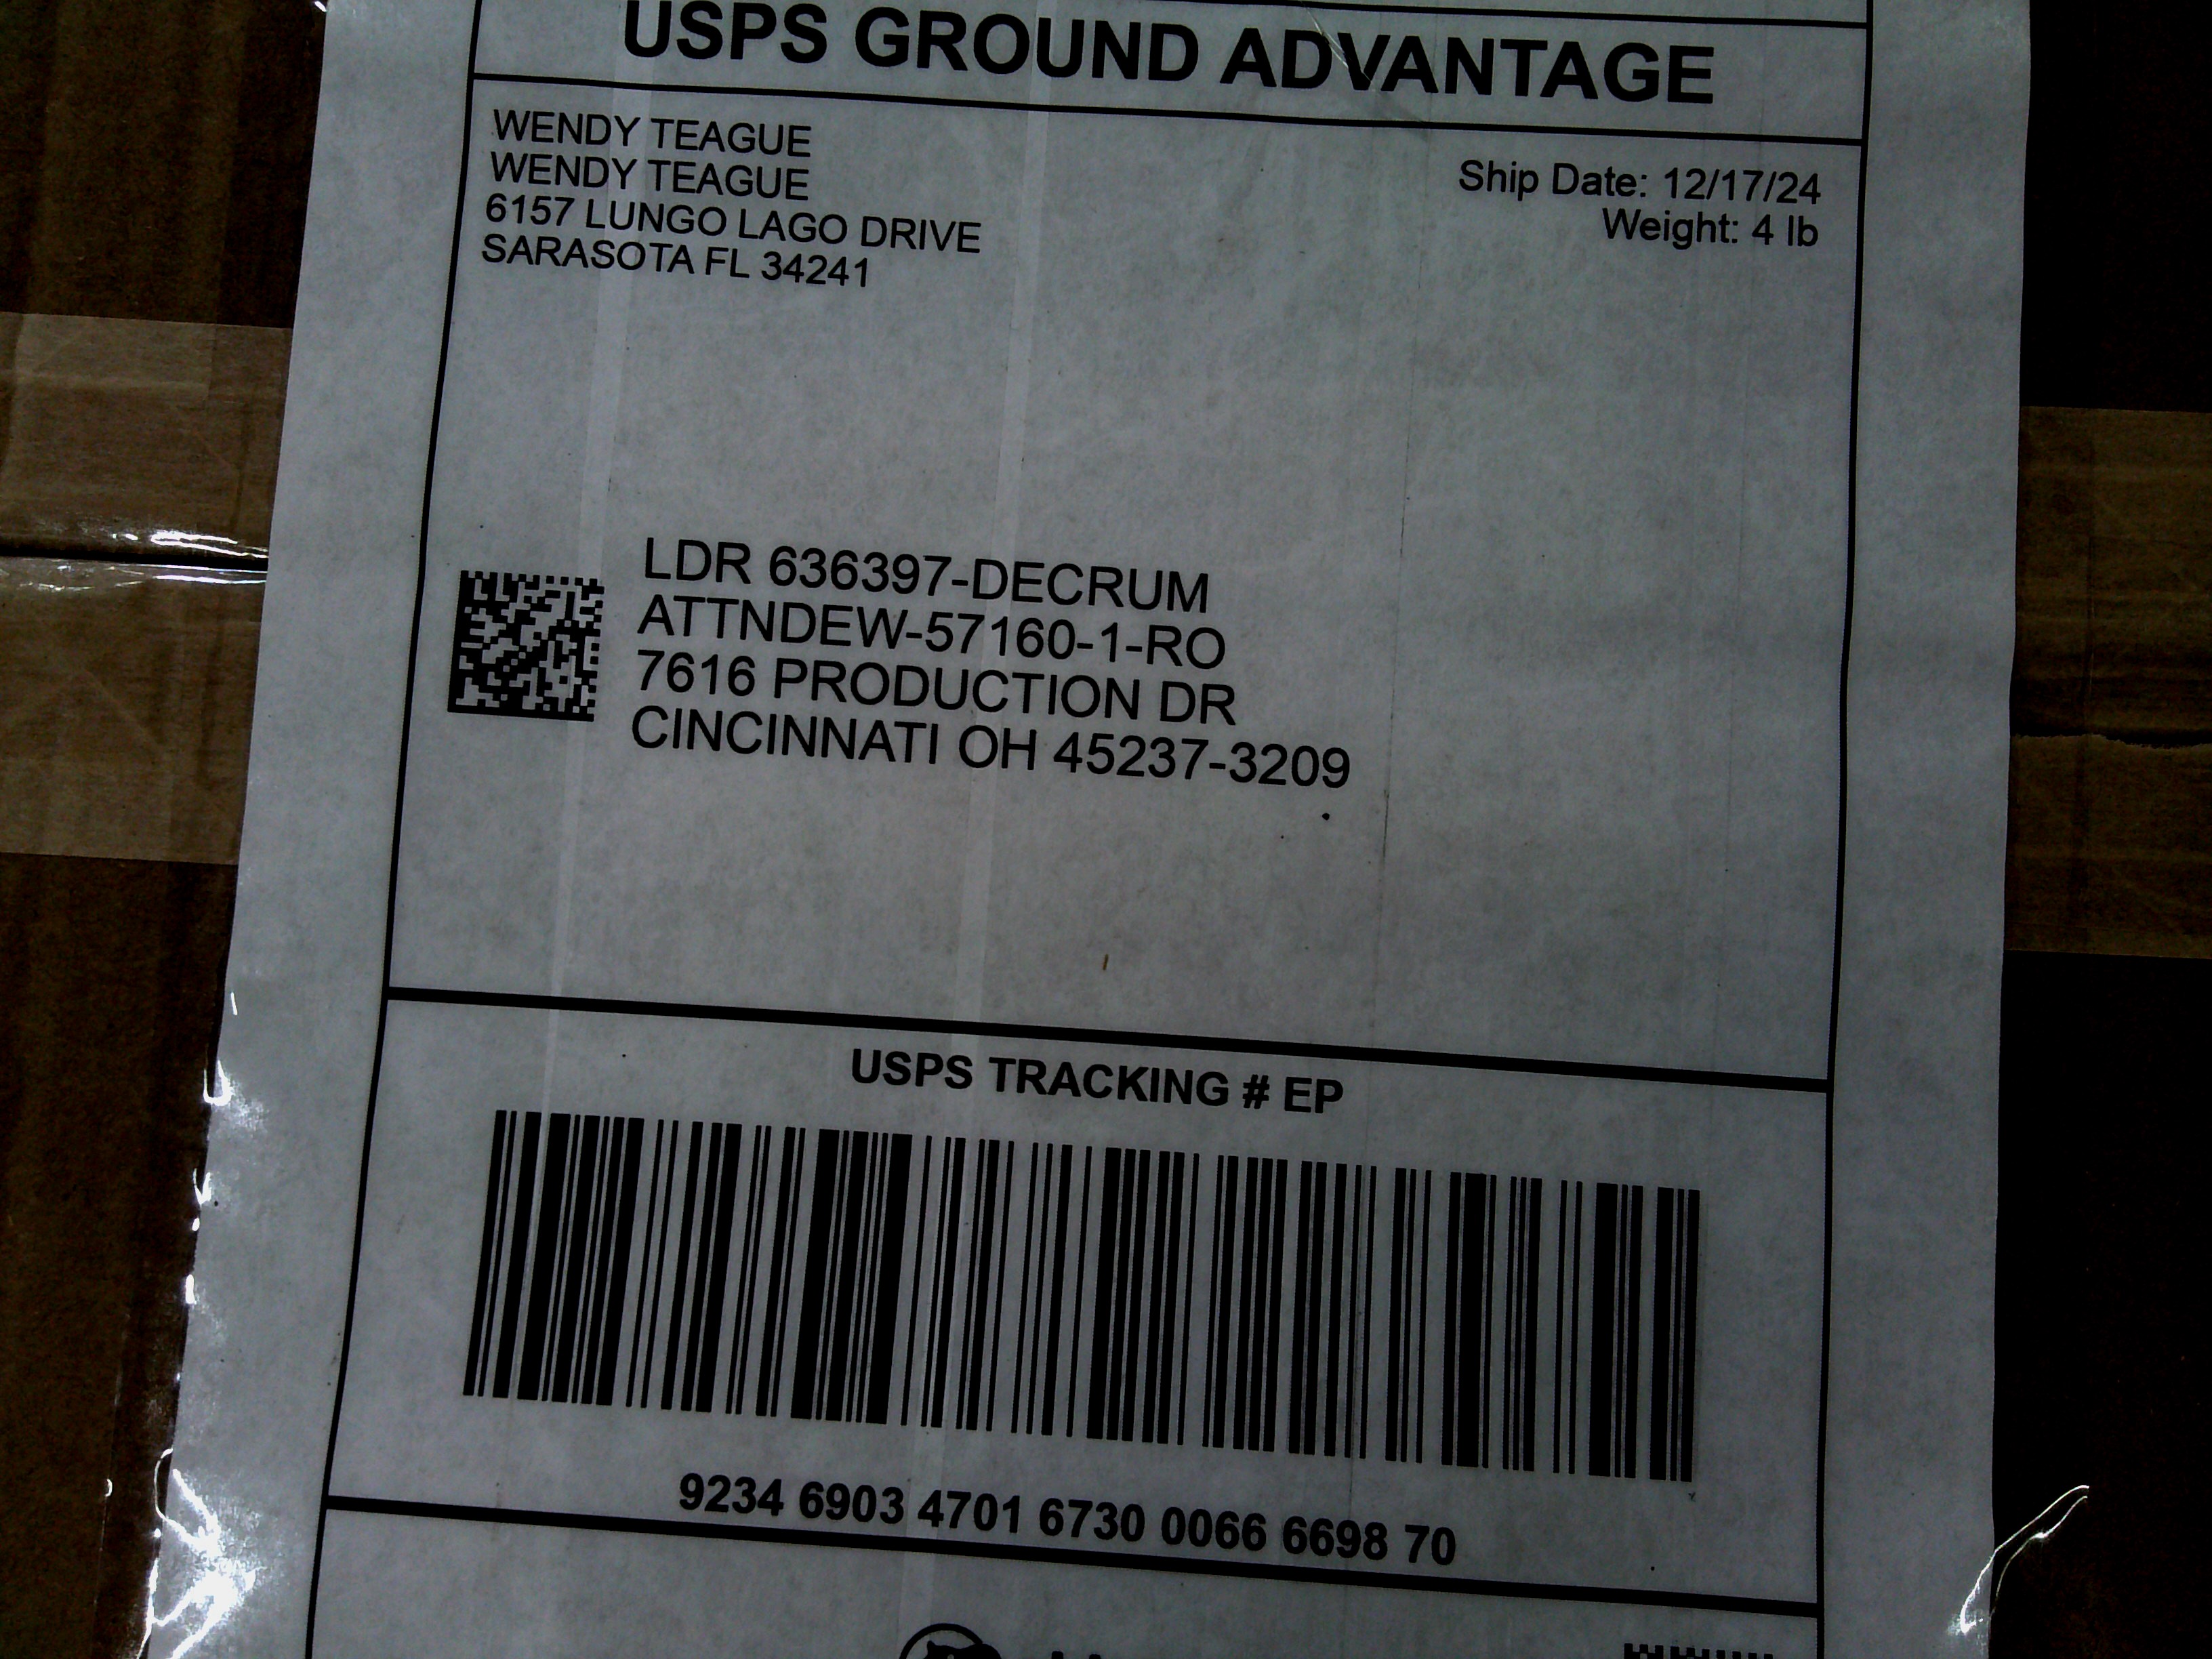 USPS GROUND ADVANTAGE
WENDY TEAGUE
WENDY TEAGUE
6157 LUNGO LAGO DRIVE
SARASOTA FL 34241
Ship Date: 12/17/24
Weight: 4 lb
LDR 636397-DECRUM
ATTNDEW-57160-1-RO
7616 PRODUCTION DR
CINCINNATI OH 45237-3209
USPS TRACKING # EP
9234 6903 4701 6730 0066 6698 70